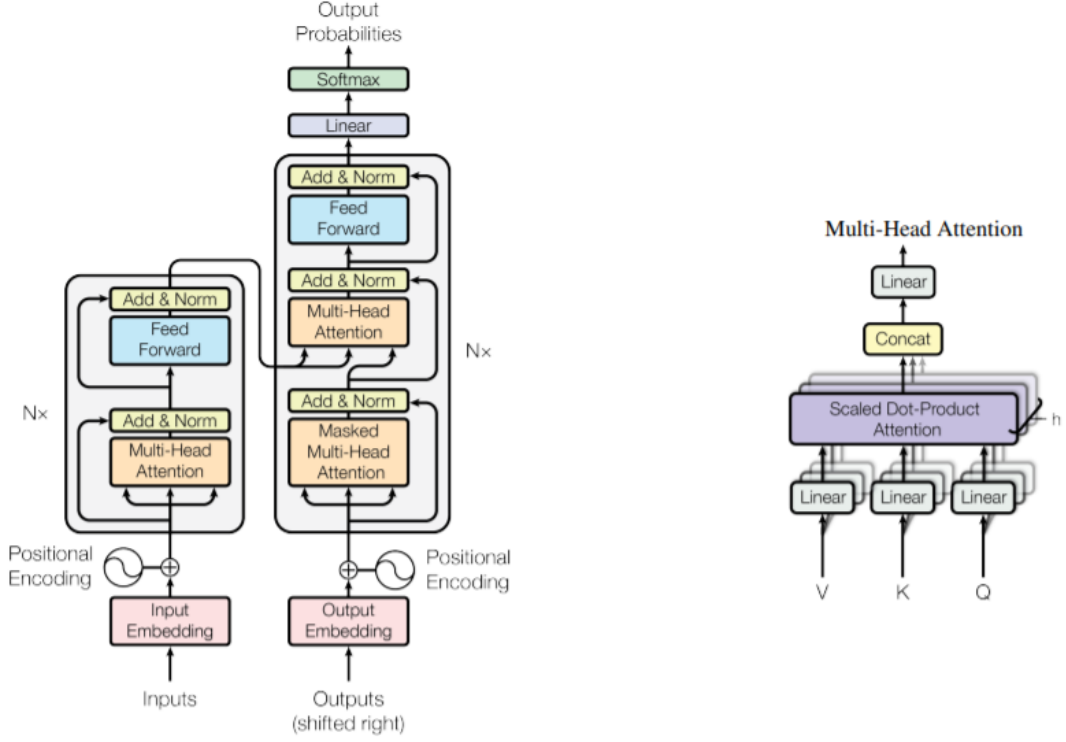 Output
Probabilities
Softmax
Linear
Add & Norm
Feed
Forward
Add & Norm
Multi-Head
Attention
Add & Norm
Masked
Multi-Head
Attention
Nx
Positional
Encoding
Output
Embedding
Outputs
(shifted right)
Add & Norm
Feed
Forward
Add & Norm
Multi-Head
Attention
Nx
Positional
Encoding
Input
Embedding
Inputs
Multi-Head Attention
Linear
Concat
Scaled Dot-Product
Attention
h
Linear
Linear
Linear
V
K
Q